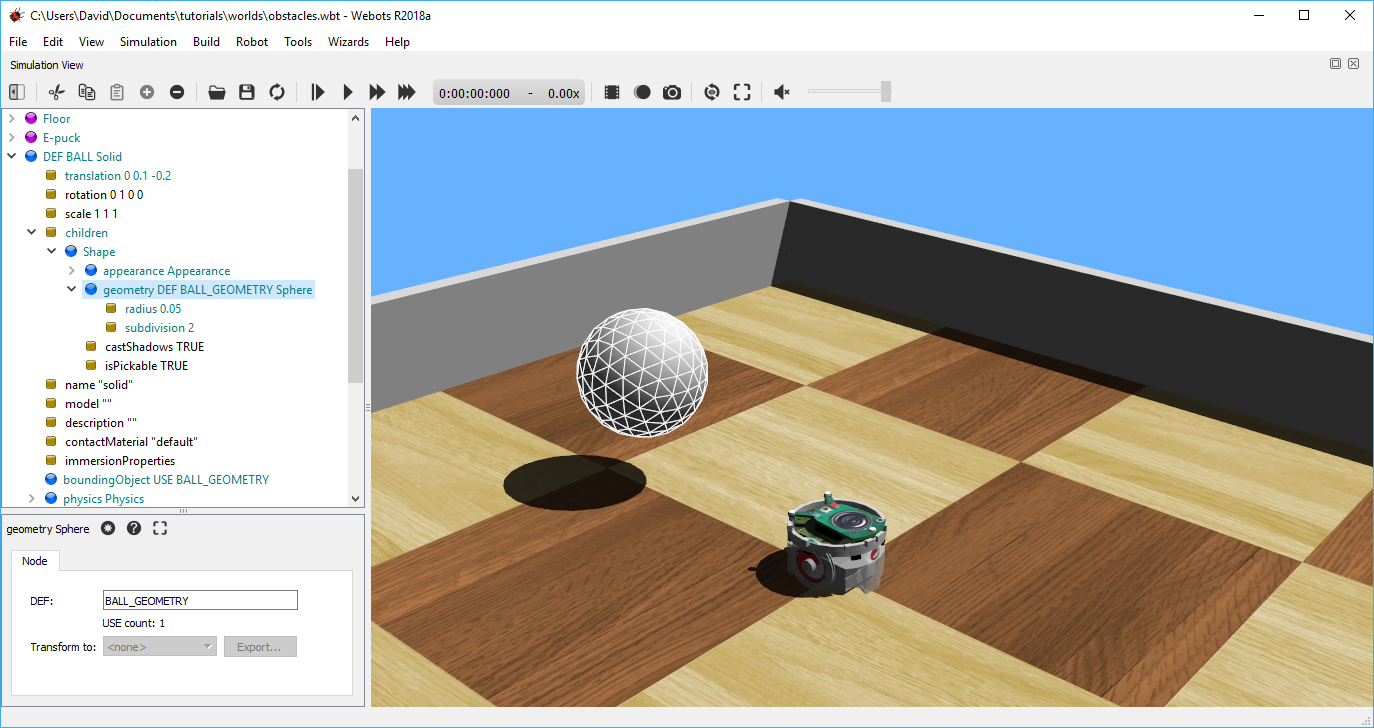 C:\Users\David\Documents\tutorials\worlds\obstacles.wbt - Webots R2018a
File Edit View Simulation Build Robot Tools Wizards Help
Simulation View
0:00:00:000 - 0.00x
Floor
E-puck
DEF BALL Solid
translation 0 0.1 -0.2
rotation 0 1 0 0
scale 1 1 1
children
Shape
appearance Appearance
geometry DEF BALL_GEOMETRY Sphere
radius 0.05
subdivision 2
castShadows TRUE
isPickable TRUE
name "solid"
model ""
description ""
contactMaterial "default"
immersionProperties
boundingObject USE BALL_GEOMETRY
physics Physics
geometry Sphere
Node
DEF: BALL_GEOMETRY
USE count: 1
Transform to: <none> Export...